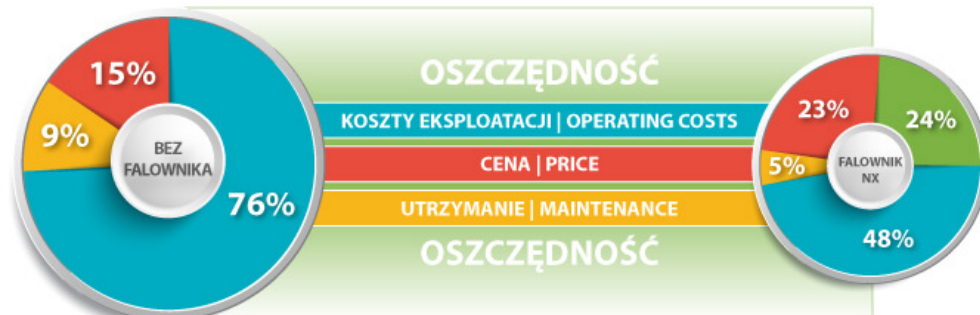 15%
9%
BEZ
FALOWNIKA
76%
OSZCZĘDNOŚĆ
KOSZTY EKSPLOATACJI | OPERATING COSTS
CENA | PRICE
UTRZYMANIE | MAINTENANCE
OSZCZĘDNOŚĆ
23%
24%
5%
FALOWNIK
NX
48%